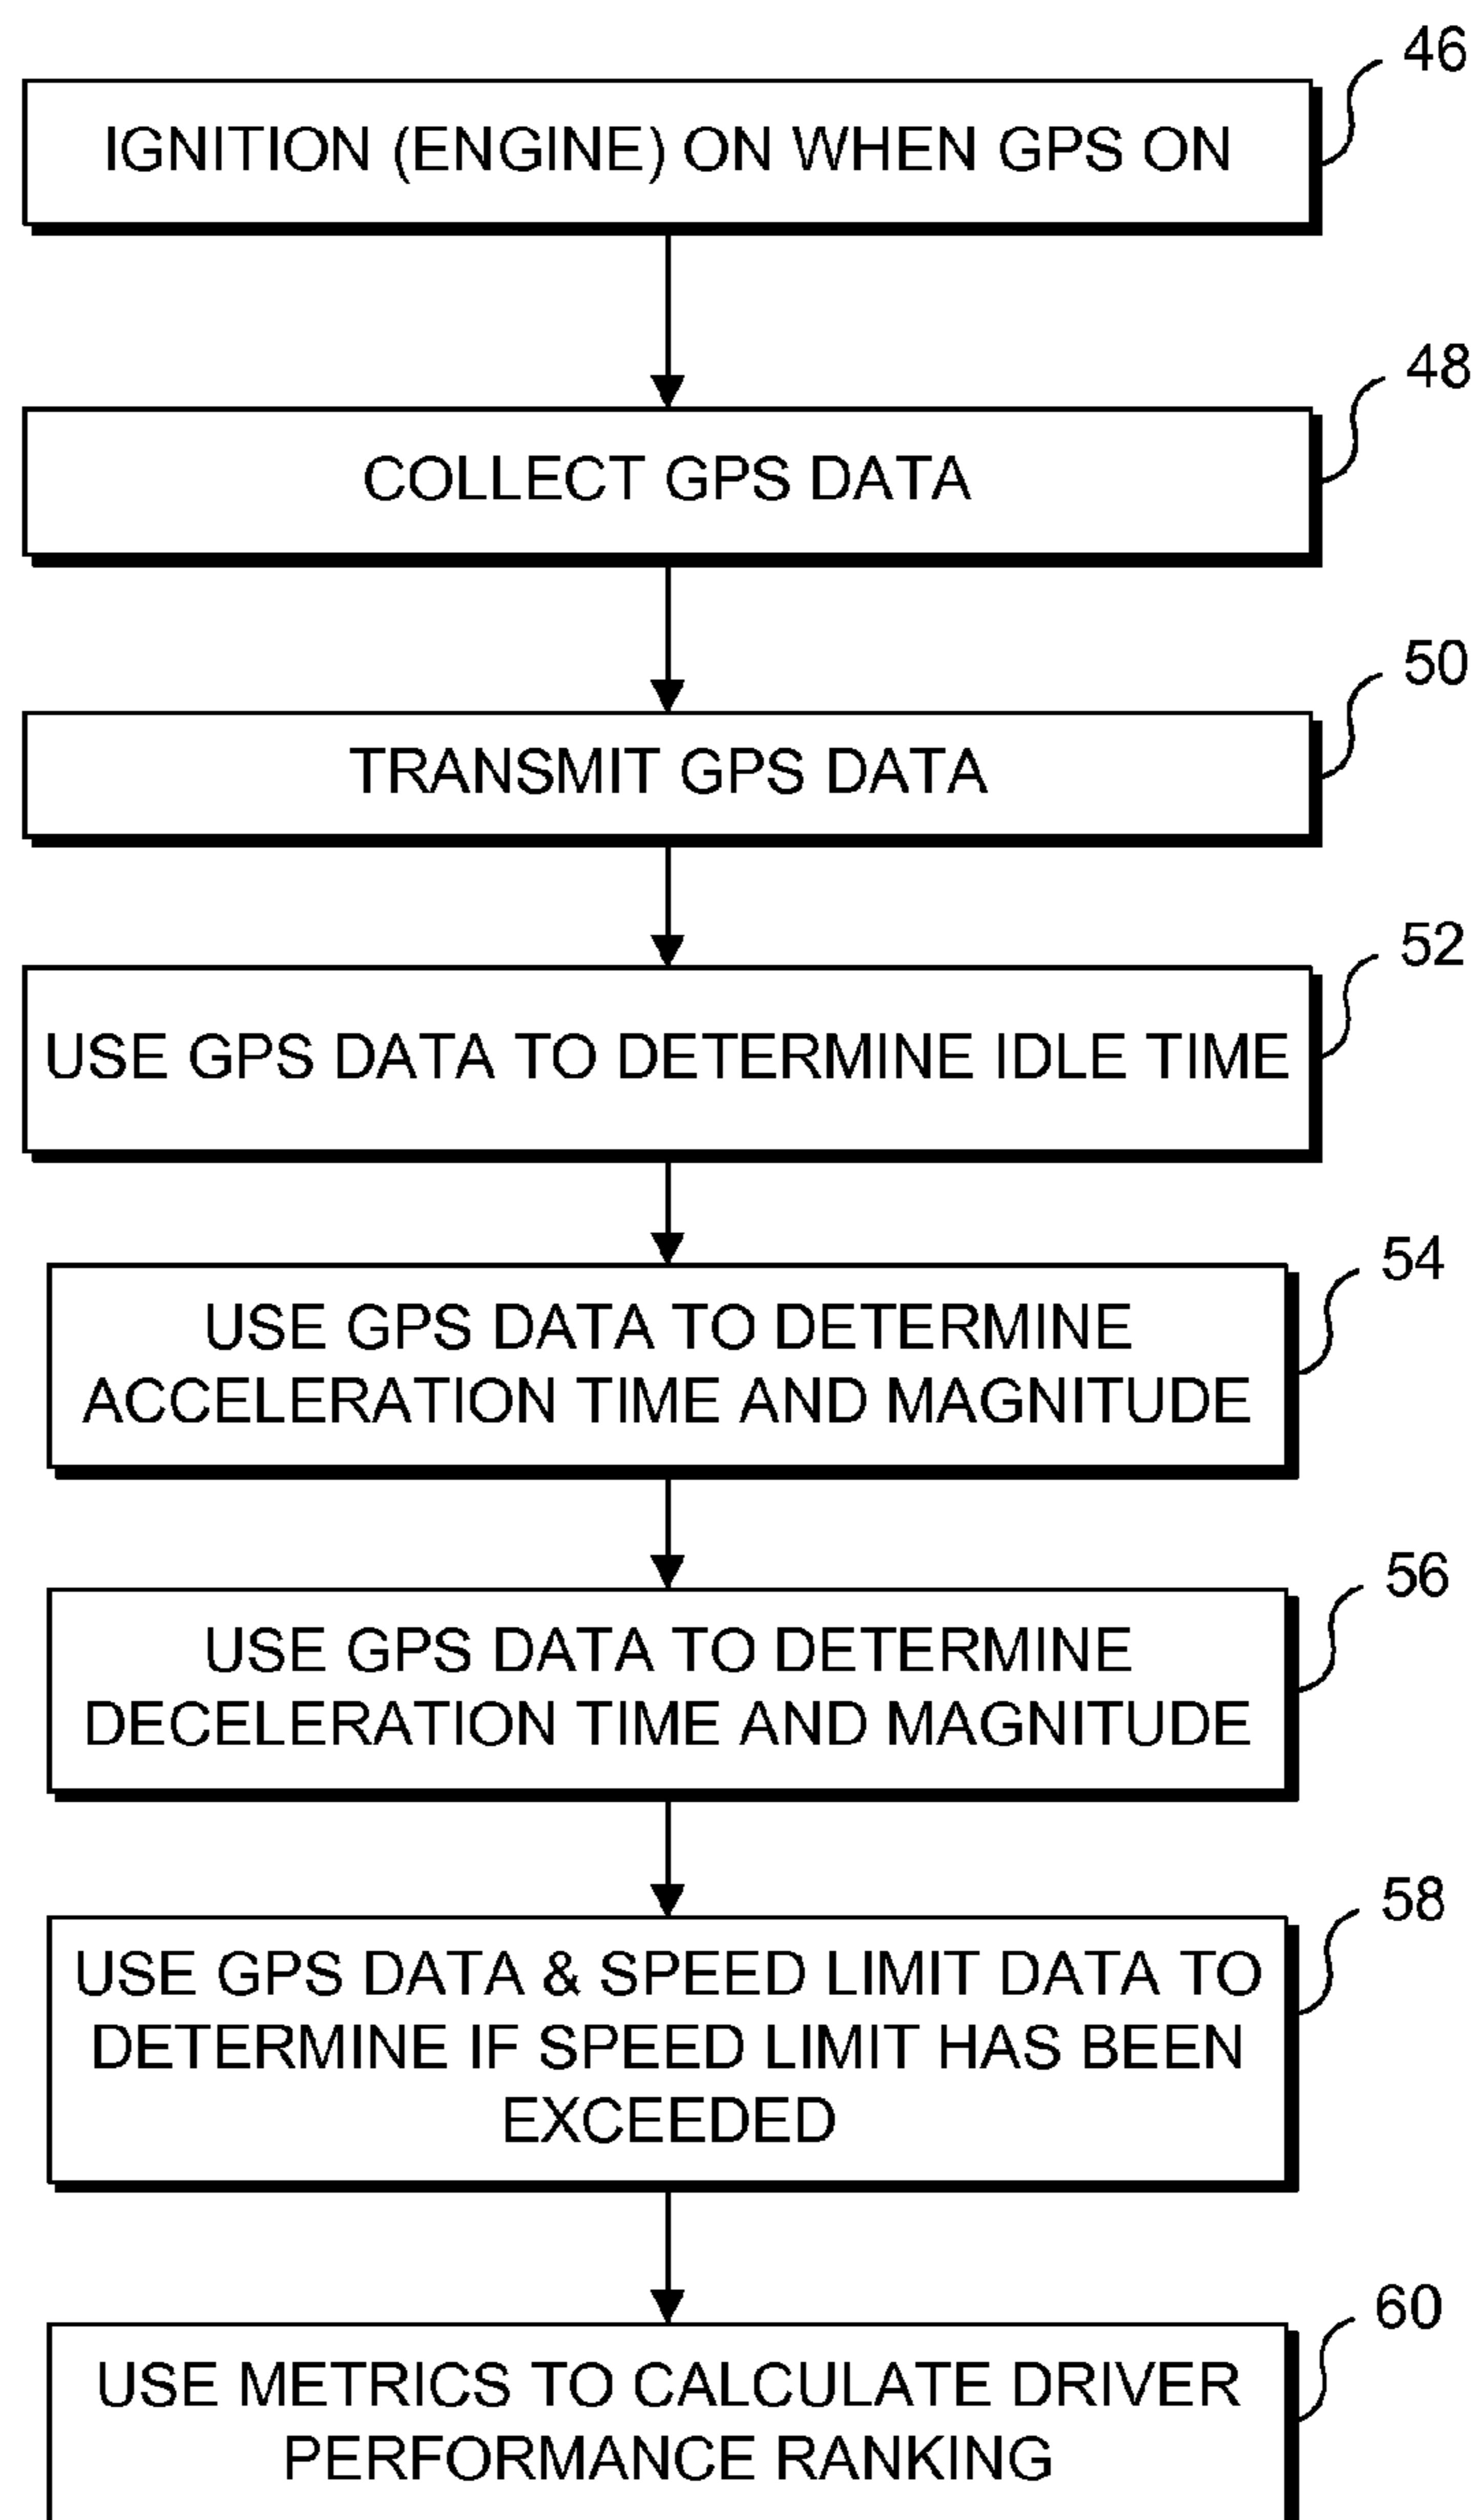 46
IGNITION (ENGINE) ON WHEN GPS ON
48
COLLECT GPS DATA
50
TRANSMIT GPS DATA
52
USE GPS DATA TO DETERMINE IDLE TIME
54
USE GPS DATA TO DETERMINE
ACCELERATION TIME AND MAGNITUDE
56
USE GPS DATA TO DETERMINE
DECELERATION TIME AND MAGNITUDE
58
USE GPS DATA & SPEED LIMIT DATA TO
DETERMINE IF SPEED LIMIT HAS BEEN
EXCEEDED
60
USE METRICS TO CALCULATE DRIVER
PERFORMANCE RANKING